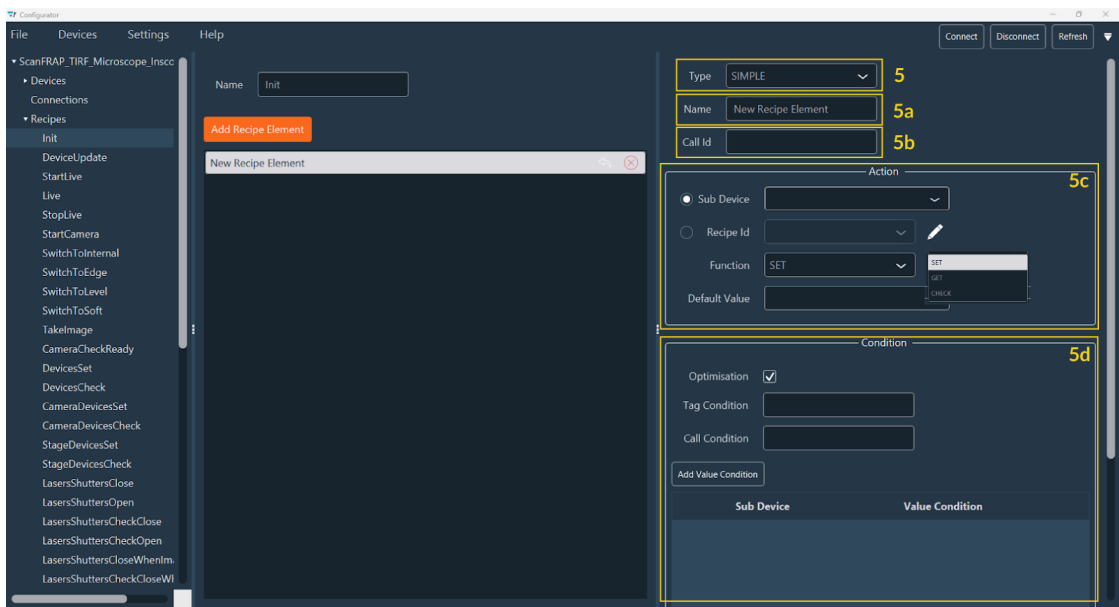 Configurator
File Devices Settings Help
Connect Disconnect Refresh
ScanFRAP_TIRF_Microscope_Insco
Devices
Connections
Recipes
Init
DeviceUpdate
StartLive
Live
StopLive
StartCamera
SwitchToInternal
SwitchToEdge
SwitchToLevel
SwitchToSoft
TakeImage
CameraCheckReady
DevicesSet
DevicesCheck
CameraDevicesSet
CameraDevicesCheck
StageDevicesSet
StageDevicesCheck
LasersShuttersClose
LasersShuttersOpen
LasersShuttersCheckClose
LasersShuttersCheckOpen
LasersShuttersCloseWhenIm
LasersShuttersCheckCloseWh
Name Init
Add Recipe Element
New Recipe Element
Type SIMPLE 5
Name New Recipe Element 5a
Call Id 5b
Action 5c
Sub Device
Recipe Id
Function SET
SET
GET
CHECK
Default Value
Condition 5d
Optimisation
Tag Condition
Call Condition
Add Value Condition
Sub Device Value Condition